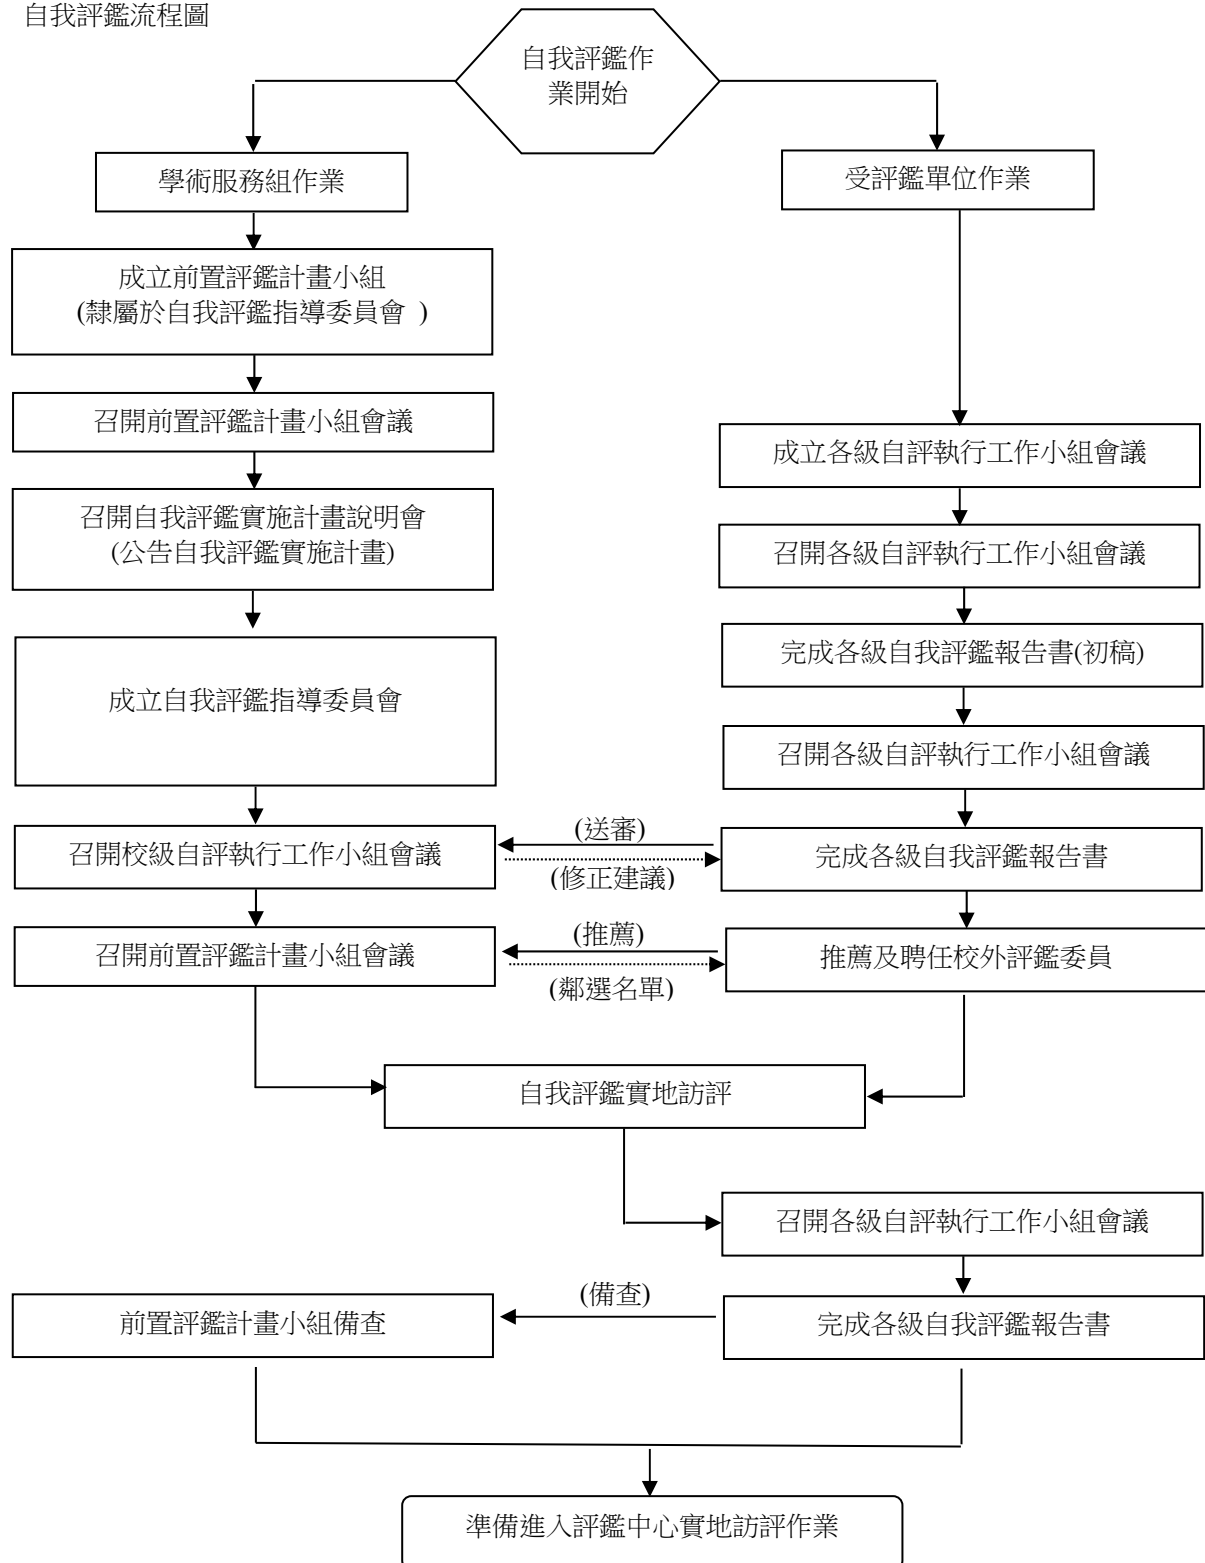 自我評鑑流程圖
自我評鑑作
業開始
學術服務組作業
受評鑑單位作業
成立前置評鑑計畫小組
(隸屬於自我評鑑指導委員會 )
召開前置評鑑計畫小組會議
成立各級自評執行工作小組會議
召開自我評鑑實施計畫說明會
(公告自我評鑑實施計畫)
召開各級自評執行工作小組會議
完成各級自我評鑑報告書(初稿)
成立自我評鑑指導委員會
召開各級自評執行工作小組會議
(送審)
召開校級自評執行工作小組會議
完成各級自我評鑑報告書
(修正建議)
(推薦)
召開前置評鑑計畫小組會議
推薦及聘任校外評鑑委員
(鄰選名單)
自我評鑑實地訪評
召開各級自評執行工作小組會議
(備查)
前置評鑑計畫小組備查
完成各級自我評鑑報告書
準備進入評鑑中心實地訪評作業